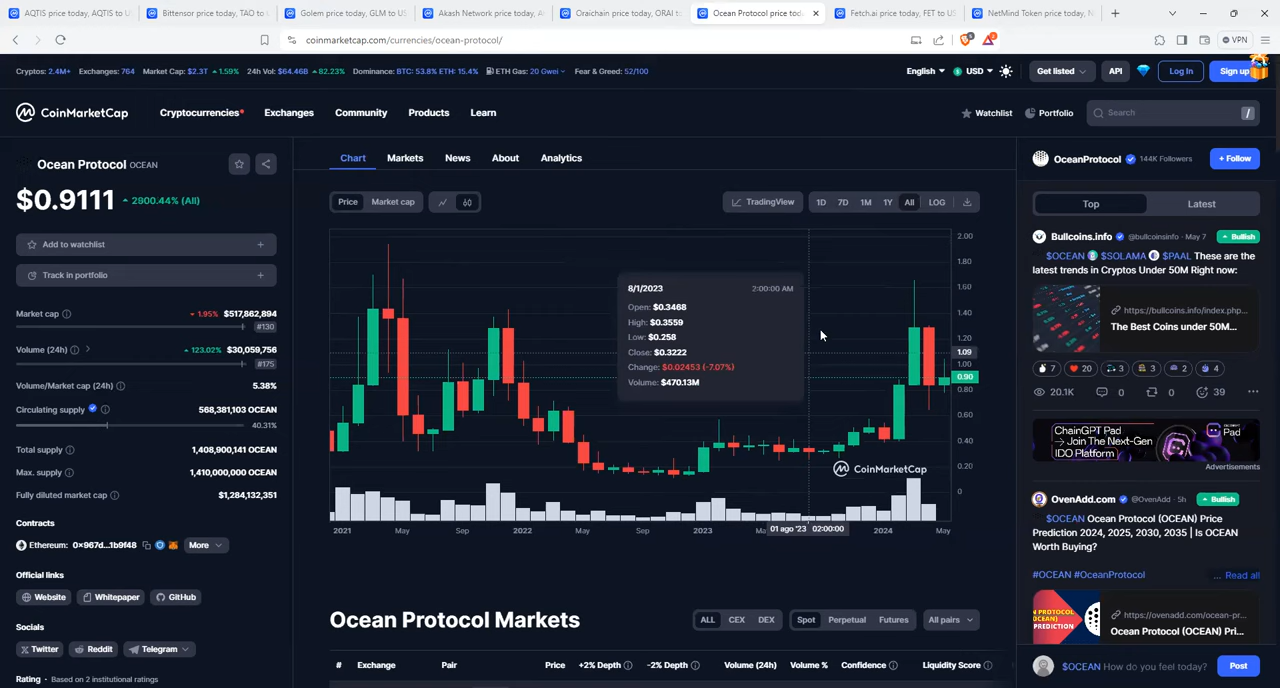 AQTIS price today, AQTIS to U
Bittensor price today, TAO to
Golem price today, GLM to US
Akash Network price today, A
Oraichain price today, ORAI to
Ocean Protocol price tod
Fetch.ai price today, FET to US
NetMind Token price today, N
coinmarketcap.com/currencies/ocean-protocol/
VPN
Cryptos: 2.4M+ Exchanges: 764 Market Cap: $2.3T 1.59% 24h Vol: $64.46B 82.23% Dominance: BTC: 53.8% ETH: 15.4% ETH Gas: 20 Gwei Fear & Greed: 52/100
English USD Get listed API Log In Sign up
CoinMarketCap Cryptocurrencies Exchanges Community Products Learn
Watchlist Portfolio Search /
Ocean Protocol OCEAN
$0.9111 2800.44% (All)
Add to watchlist +
Track in portfolio +
Market cap 1.95% $517,862,894
#130
Volume (24h) 123.02% $30,059,756
#175
Volume/Market cap (24h) 5.38%
Circulating supply 568,381,103 OCEAN
40.31%
Total supply 1,408,900,141 OCEAN
Max. supply 1,410,000,000 OCEAN
Fully diluted market cap $1,284,132,351
Contracts
Ethereum: 0x967d...1b9f48 More
Official links
Website Whitepaper GitHub
Socials
Twitter Reddit Telegram
Rating · Based on 2 institutional ratings
Chart Markets News About Analytics
Price Market cap TradingView 1D 7D 1M 1Y All LOG
2.00
1.80
1.60
1.40
1.20
1.09
1.00
0.90
0.80
0.60
0.40
0.20
0
8/1/2023 2:00:00 AM
Open: $0.3468
High: $0.3559
Low: $0.258
Close: $0.3222
Change: $0.02453 (-7.07%)
Volume: $470.13M
CoinMarketCap
01 ago '23 02:00:00
2021 May Sep 2022 May Sep 2023 Ma 2024 May
Ocean Protocol Markets
ALL CEX DEX Spot Perpetual Futures All pairs
# Exchange Pair Price +2% Depth -2% Depth Volume (24h) Volume % Confidence Liquidity Score
OceanProtocol 144K Followers + Follow
Top Latest
Bullcoins.info @bullcoinsinfo · May 7 Bullish
$OCEAN $SOLAMA $PAAL These are the
latest trends in Cryptos Under 50M Right now:
https://bullcoins.info/index.php...
The Best Coins under 50M...
7 20 3 3 2 4
20.1K 0 0 39 ...
ChainGPT Pad
→ Join The Next-Gen
IDO Platform
Pad
Advertisements
OvenAdd.com @OvenAdd · 5h Bullish
$OCEAN Ocean Protocol (OCEAN) Price
Prediction 2024, 2025, 2030, 2035 | Is OCEAN
Worth Buying?
#OCEAN #OceanProtocol ... Read all
https://ovenadd.com/ocean-pr...
Ocean Protocol (OCEAN) Pri...
$OCEAN How do you feel today? Post